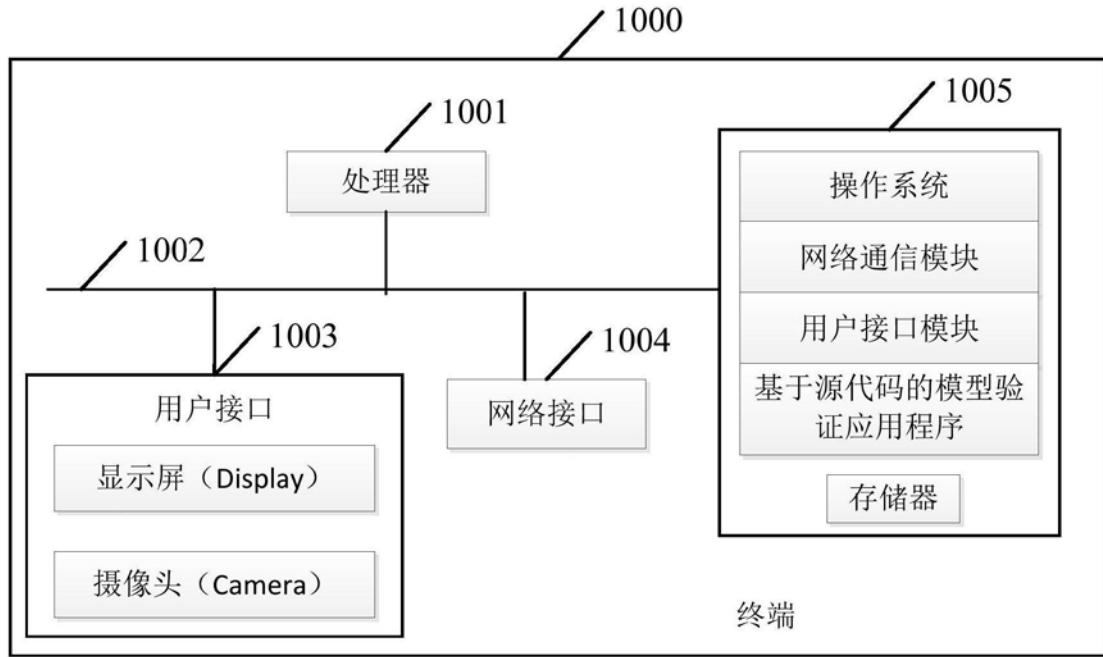 1000
1005
1001
处理器
操作系统
网络通信模块
用户接口模块
基于源代码的模型验
证应用程序
存储器
1002
1003
1004
用户接口
显示屏（Display）
摄像头（Camera）
网络接口
终端